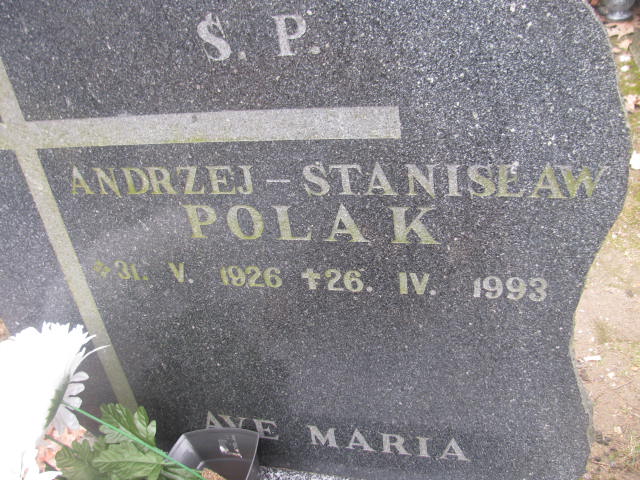 Ś. P.
ANDRZEJ – STANISŁAW
POLAK
* 31. V. 1926 ✝ 26. IV. 1993
AVE MARIA